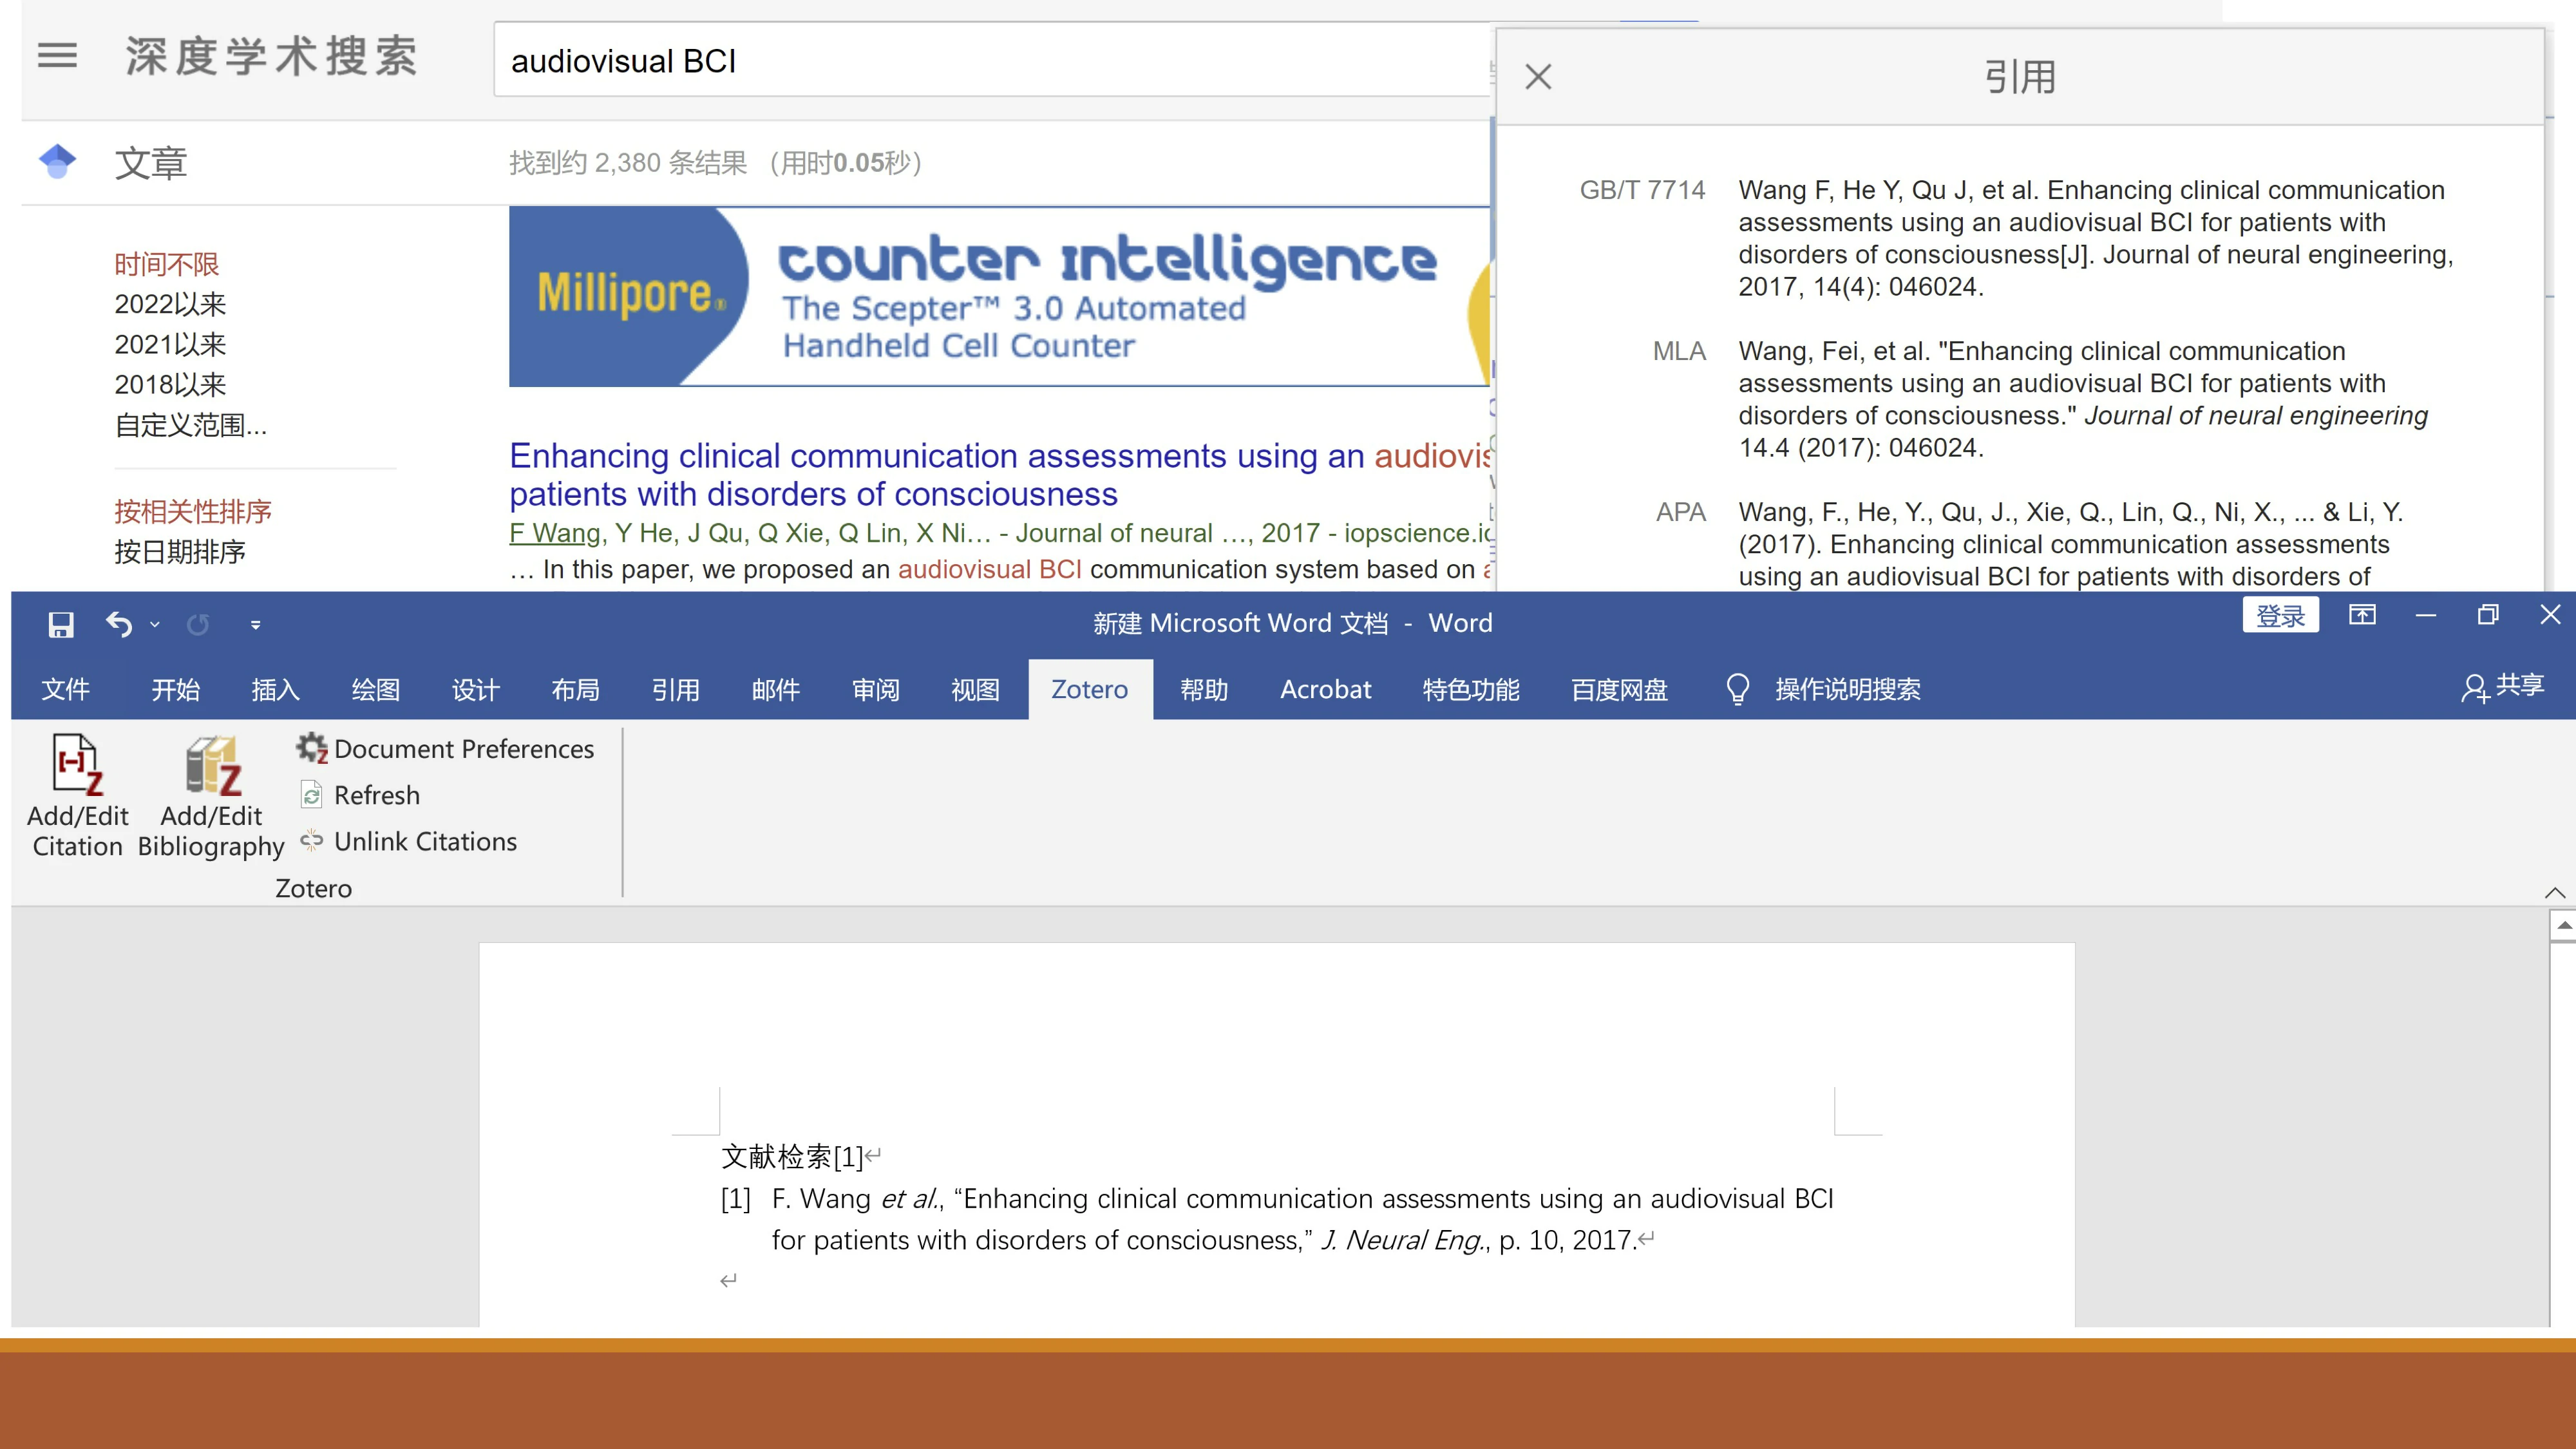 深度学术搜索
audiovisual BCI
文章
找到约 2,380 条结果 （用时0.05秒）
时间不限
2022以来
2021以来
2018以来
自定义范围...
按相关性排序
按日期排序
Millipore®
counter intelligence
The Scepter™ 3.0 Automated
Handheld Cell Counter
Enhancing clinical communication assessments using an audiovis
patients with disorders of consciousness
F Wang, Y He, J Qu, Q Xie, Q Lin, X Ni… - Journal of neural …, 2017 - iopscience.io
… In this paper, we proposed an audiovisual BCI communication system based on
引用
GB/T 7714
Wang F, He Y, Qu J, et al. Enhancing clinical communication
assessments using an audiovisual BCI for patients with
disorders of consciousness[J]. Journal of neural engineering,
2017, 14(4): 046024.
MLA
Wang, Fei, et al. "Enhancing clinical communication
assessments using an audiovisual BCI for patients with
disorders of consciousness." Journal of neural engineering
14.4 (2017): 046024.
APA
Wang, F., He, Y., Qu, J., Xie, Q., Lin, Q., Ni, X., ... & Li, Y.
(2017). Enhancing clinical communication assessments
using an audiovisual BCI for patients with disorders of
新建 Microsoft Word 文档 - Word
登录
文件 开始 插入 绘图 设计 布局 引用 邮件 审阅 视图 Zotero 帮助 Acrobat 特色功能 百度网盘 操作说明搜索
共享
Add/Edit
Citation
Add/Edit
Bibliography
Document Preferences
Refresh
Unlink Citations
Zotero
文献检索[1]
[1] F. Wang et al., “Enhancing clinical communication assessments using an audiovisual BCI
for patients with disorders of consciousness,” J. Neural Eng., p. 10, 2017.